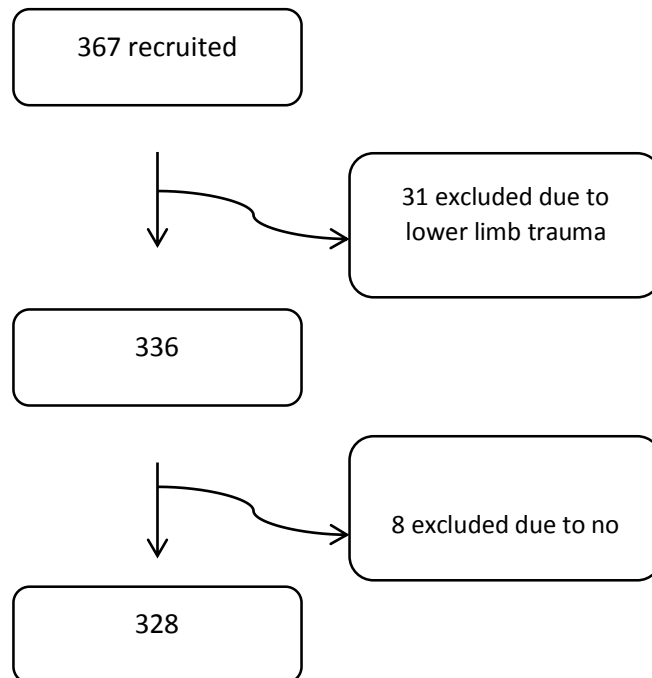 367 recruited
31 excluded due to
lower limb trauma
336
8 excluded due to no
328